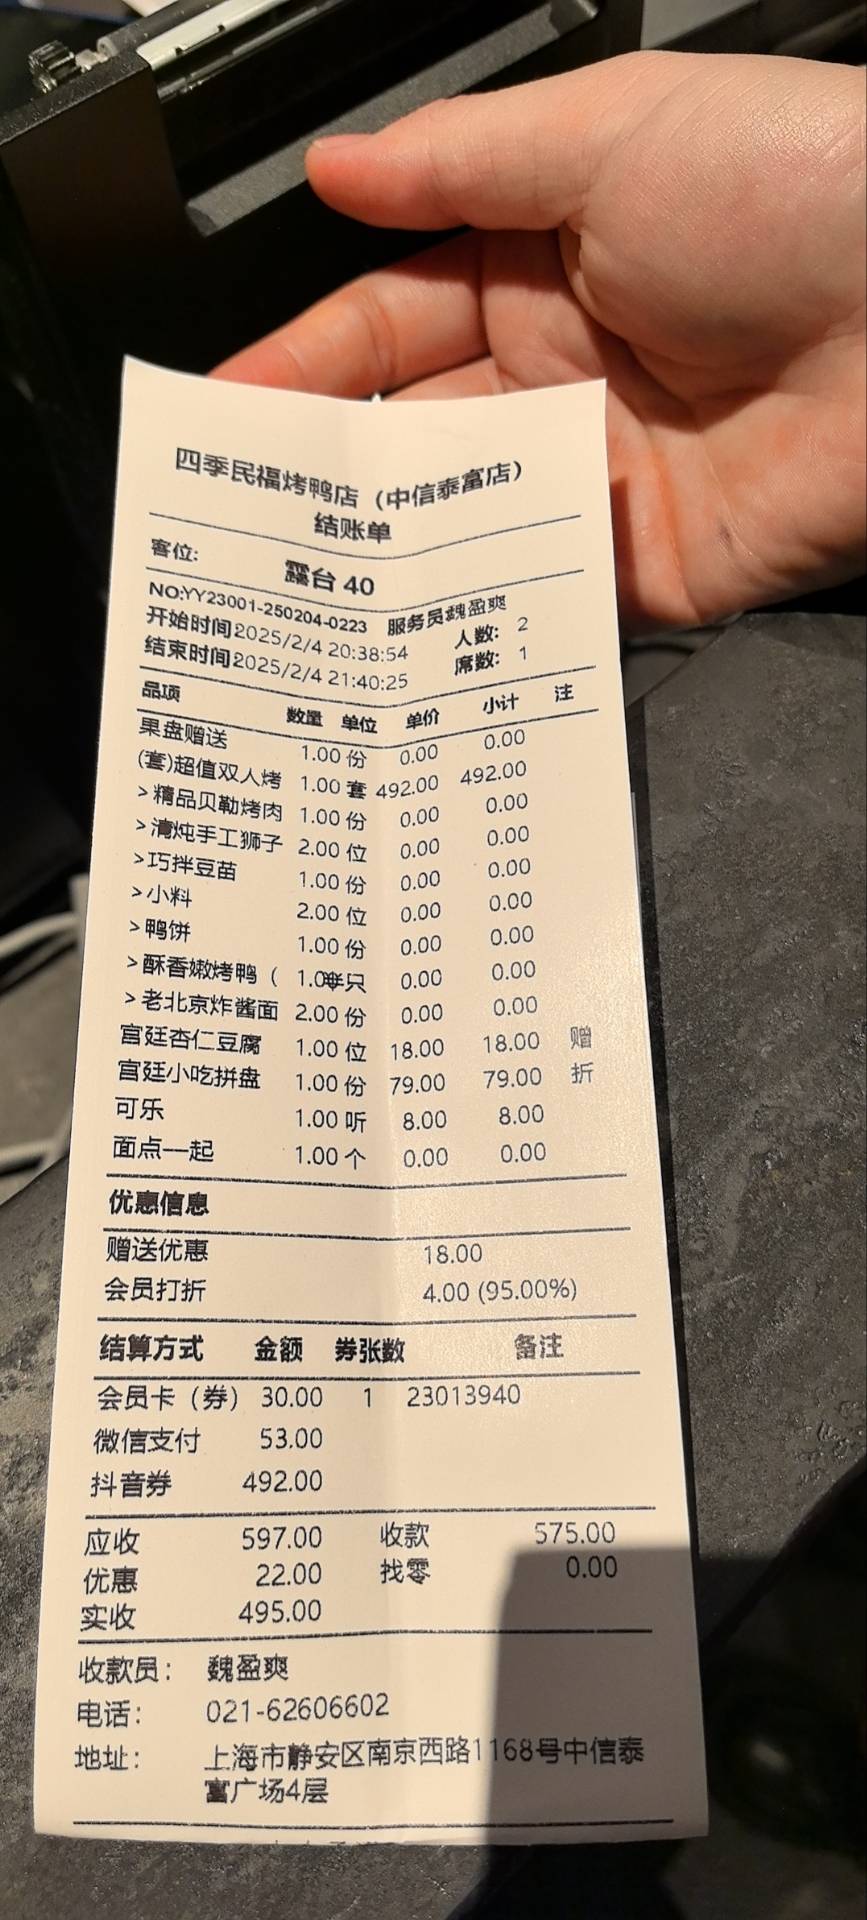 四季民福烤鸭店（中信泰富店）
结账单
客位: 露台 40
NO:YY23001-250204-0223 服务员:魏盈爽
开始时间:2025/2/4 20:38:54 人数: 2
结束时间:2025/2/4 21:40:25 席数: 1
品项 数量 单位 单价 小计 注
果盘赠送 1.00 份 0.00 0.00
(套)超值双人烤 1.00 套 492.00 492.00
>精品贝勒烤肉 1.00 份 0.00 0.00
>清炖手工狮子 2.00 位 0.00 0.00
>巧拌豆苗 1.00 份 0.00 0.00
>小料 2.00 位 0.00 0.00
>鸭饼 1.00 份 0.00 0.00
>酥香嫩烤鸭（ 1.00 只 0.00 0.00
>老北京炸酱面 2.00 份 0.00 0.00
宫廷杏仁豆腐 1.00 位 18.00 18.00 赠
宫廷小吃拼盘 1.00 份 79.00 79.00 折
可乐 1.00 听 8.00 8.00
面点一起 1.00 个 0.00 0.00
优惠信息
赠送优惠 18.00
会员打折 4.00 (95.00%)
结算方式 金额 券张数 备注
会员卡（券） 30.00 1 23013940
微信支付 53.00
抖音券 492.00
应收 597.00 收款 575.00
优惠 22.00 找零 0.00
实收 495.00
收款员： 魏盈爽
电话： 021-62606602
地址： 上海市静安区南京西路1168号中信泰
富广场4层